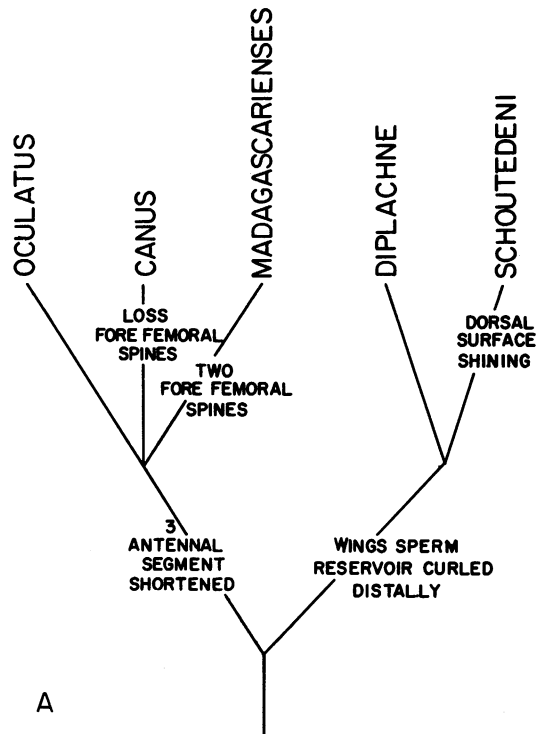 OCULATUS
CANUS
MADAGASCARIENSES
DIPLACHNE
SCHOUTEDENI
LOSS
FORE FEMORAL
SPINES
TWO
FORE FEMORAL
SPINES
DORSAL
SURFACE
SHINING
3
ANTENNAL
SEGMENT
SHORTENED
WINGS SPERM
RESERVOIR CURLED
DISTALLY
A